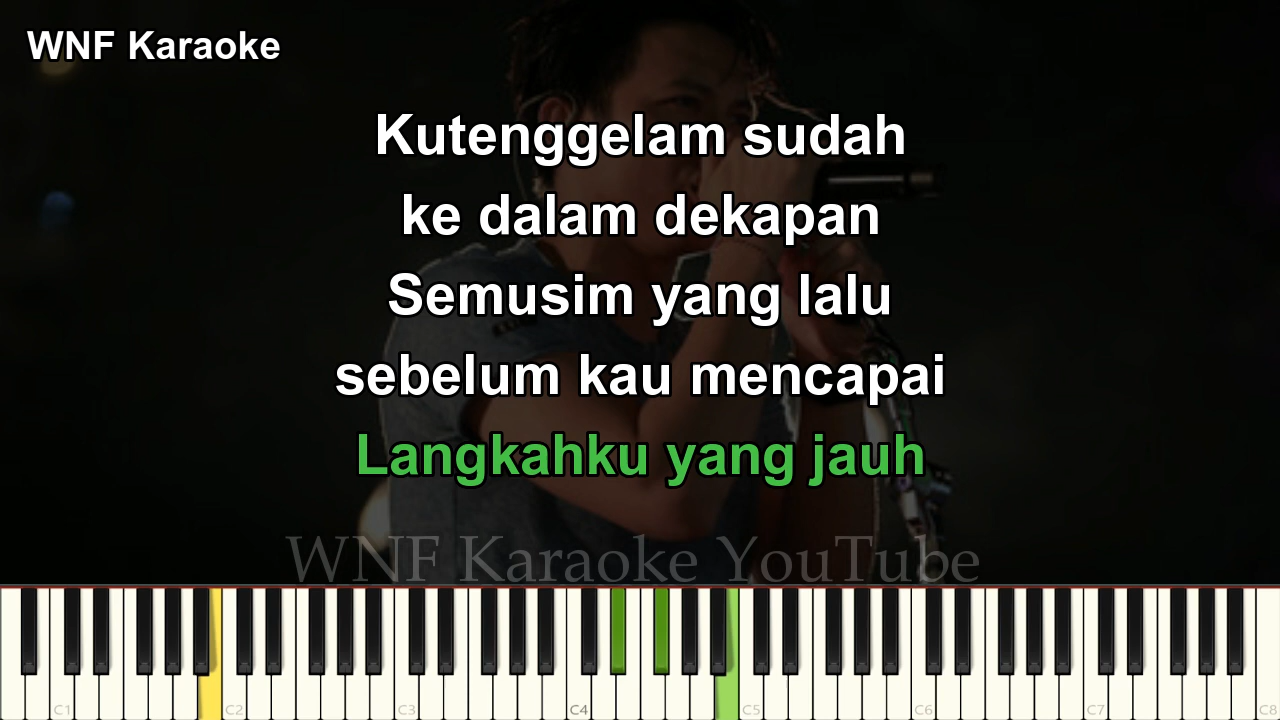 WNF Karaoke
Kutenggelam sudah
ke dalam dekapan
Semusim yang lalu
sebelum kau mencapai
Langkahku yang jauh
WNF Karaoke YouTube
C1 C2 C3 C4 C5 C6 C7 C8